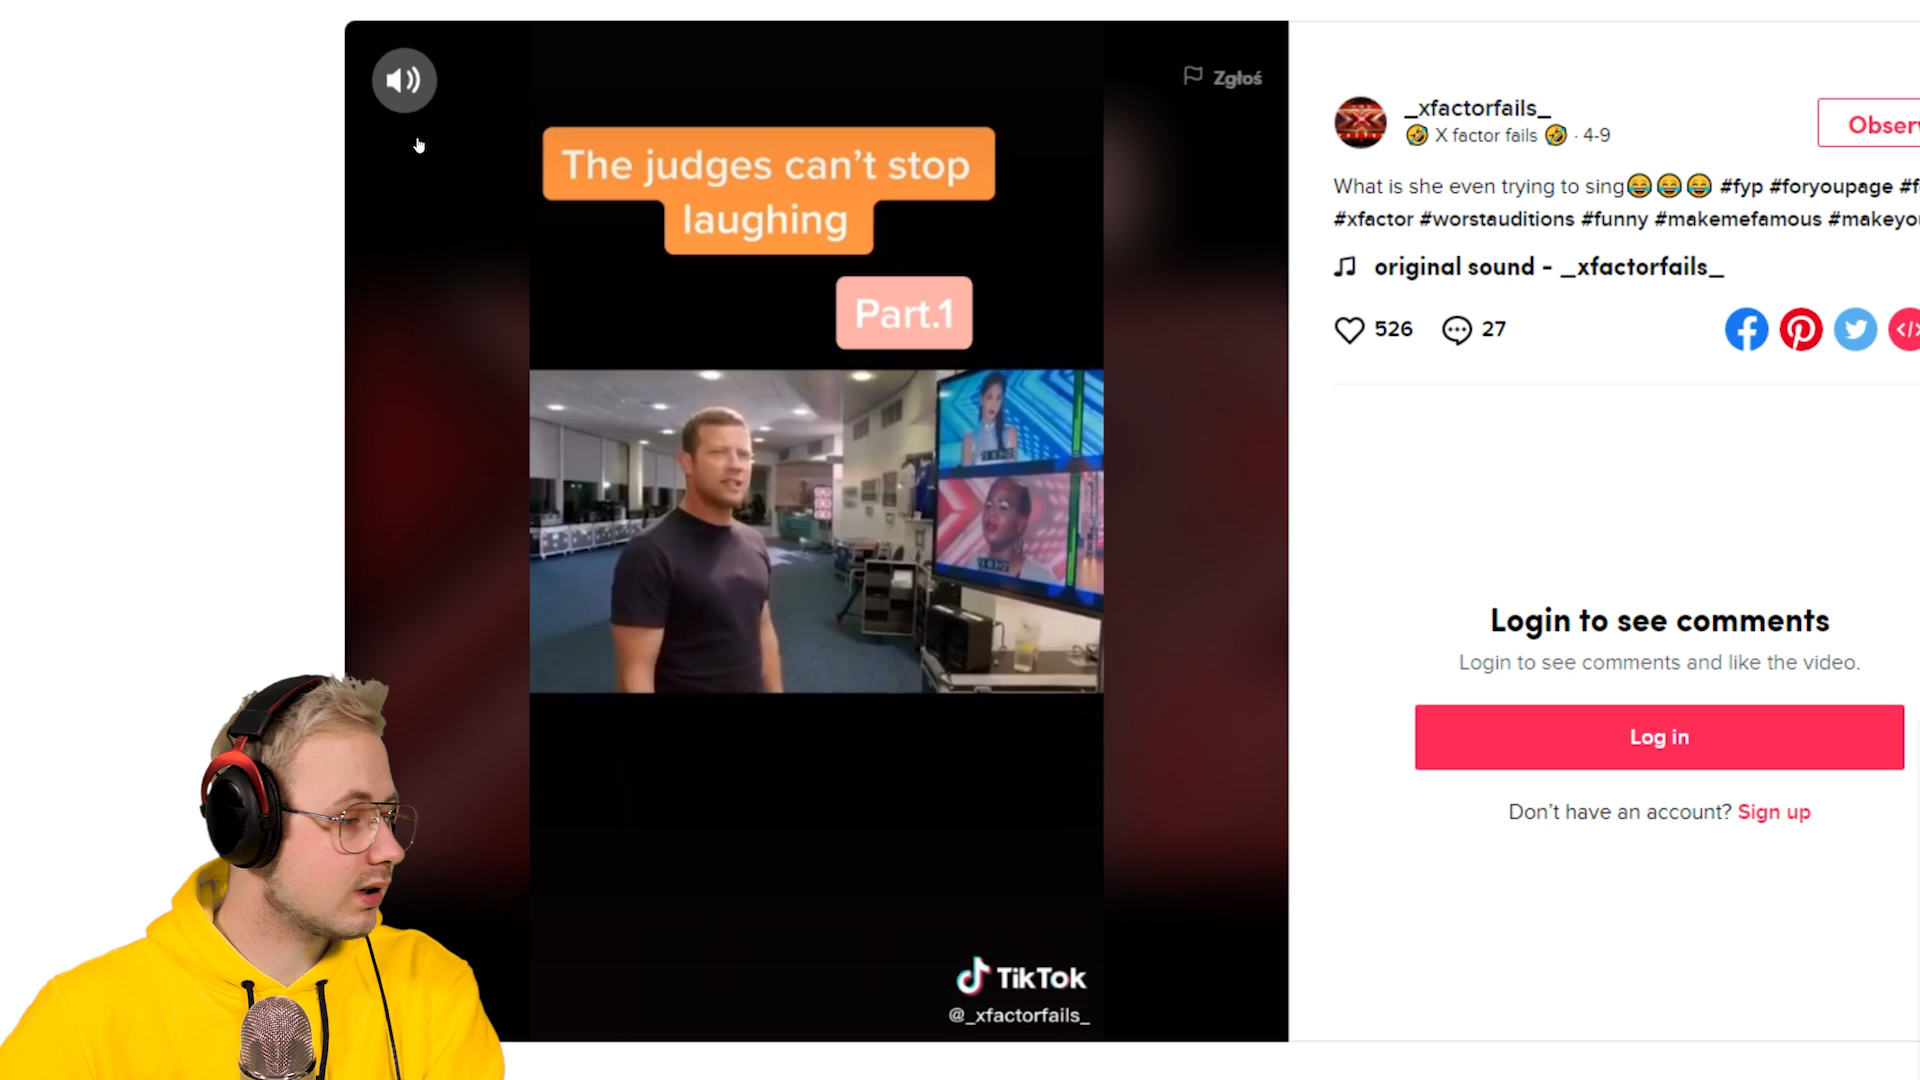 Zgłoś
The judges can't stop
laughing
Part.1
TikTok
@_xfactorfails_
_xfactorfails_
X factor fails · 4-9
What is she even trying to sing😂😂😂 #fyp #foryoupage
#xfactor #worstauditions #funny #makemefamous
original sound - _xfactorfails_
526 27
Login to see comments
Login to see comments and like the video.
Log in
Don't have an account? Sign up